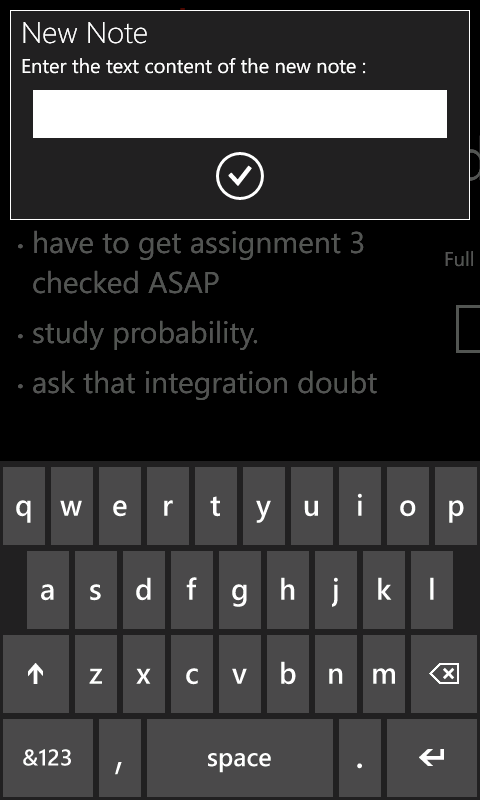 New Note
Enter the text content of the new note :
• have to get assignment 3
checked ASAP
Full
• study probability.
• ask that integration doubt
q w e r t y u i o p
a s d f g h j k l
z x c v b n m
&123 , space .